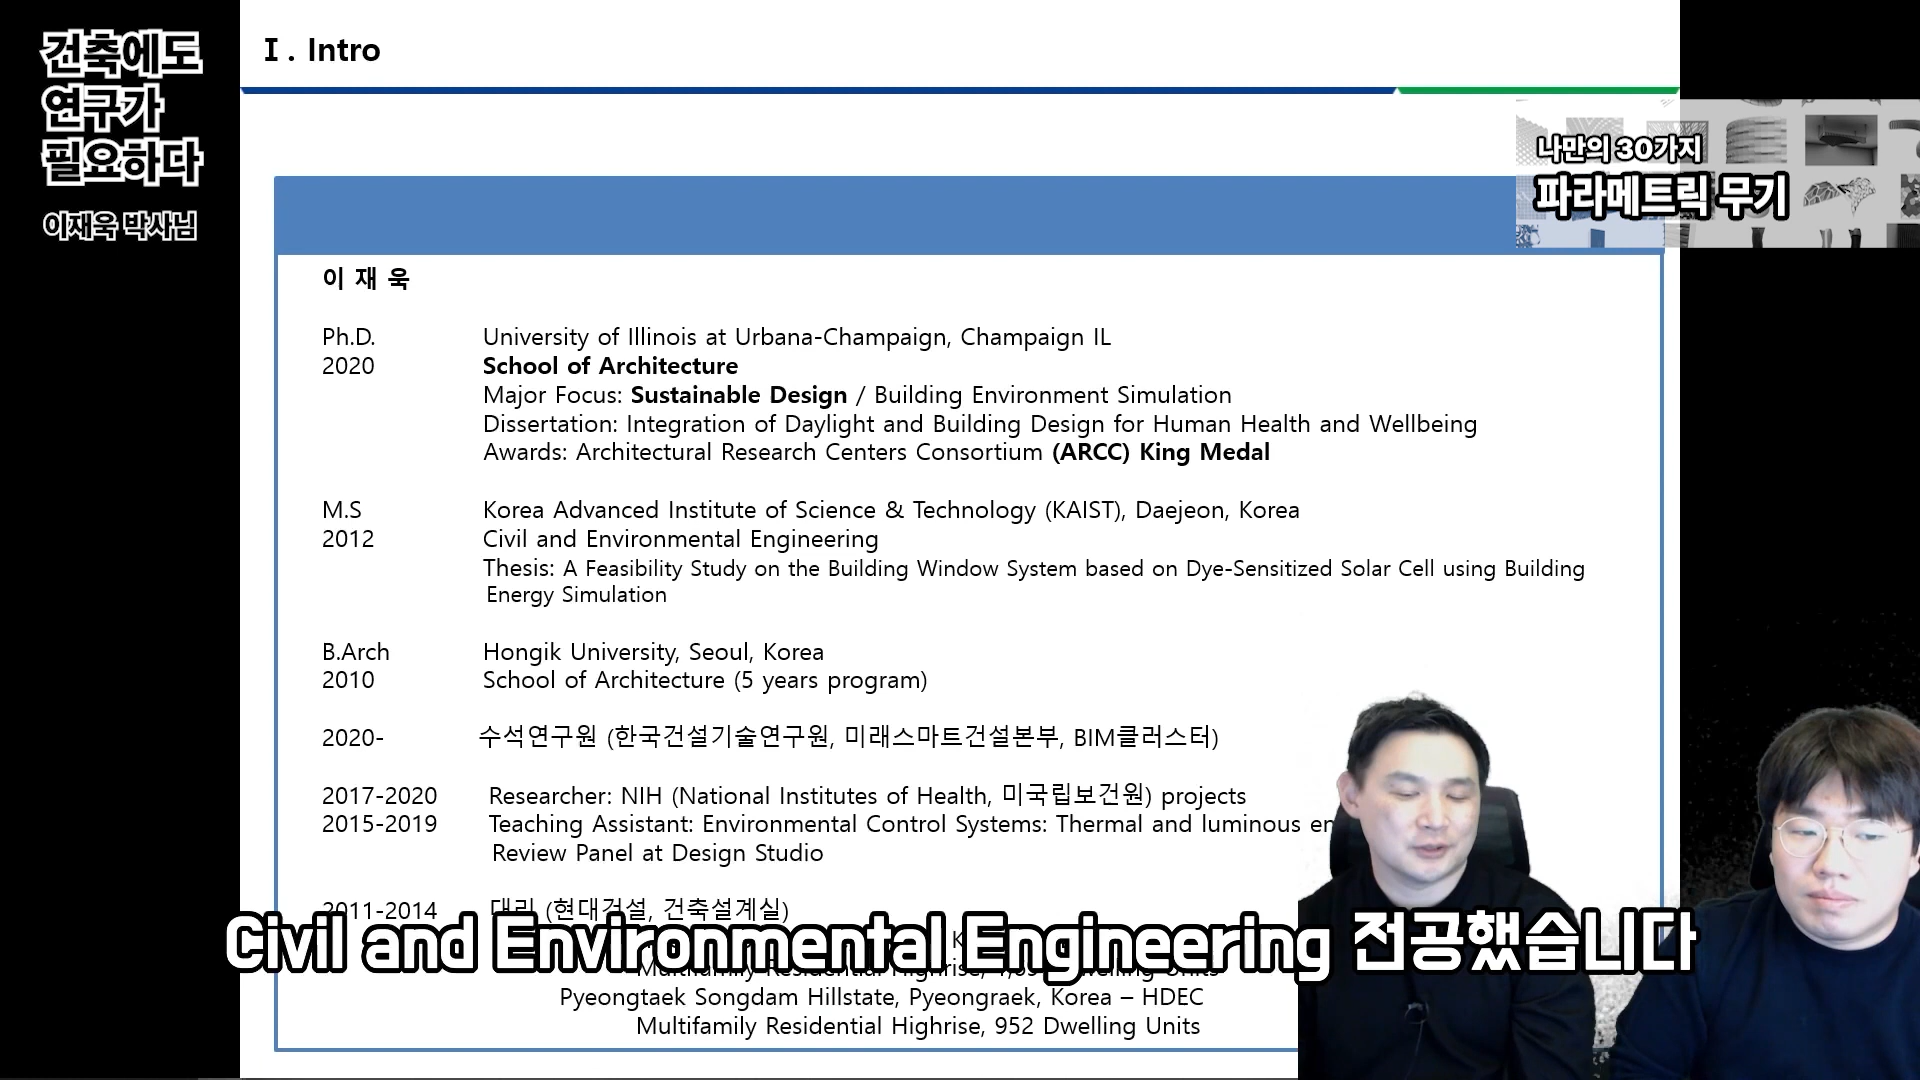 건축에도
연구가
필요하다
이재욱 박사님
Ⅰ. Intro
나만의 30가지
파라메트릭 무기
이 재 욱
Ph.D. University of Illinois at Urbana-Champaign, Champaign IL
2020 School of Architecture
Major Focus: Sustainable Design / Building Environment Simulation
Dissertation: Integration of Daylight and Building Design for Human Health and Wellbeing
Awards: Architectural Research Centers Consortium (ARCC) King Medal
M.S Korea Advanced Institute of Science & Technology (KAIST), Daejeon, Korea
2012 Civil and Environmental Engineering
Thesis: A Feasibility Study on the Building Window System based on Dye-Sensitized Solar Cell using Building
Energy Simulation
B.Arch Hongik University, Seoul, Korea
2010 School of Architecture (5 years program)
2020- 수석연구원 (한국건설기술연구원, 미래스마트건설본부, BIM클러스터)
2017-2020 Researcher: NIH (National Institutes of Health, 미국립보건원) projects
2015-2019 Teaching Assistant: Environmental Control Systems: Thermal and luminous
Review Panel at Design Studio
2011-2014 대리 (현대건설, 건축설계실)
Civil and Environmental Engineering 전공했습니다
Multifamily Residential Highrise, Dwelling Units
Pyeongtaek Songdam Hillstate, Pyeongraek, Korea – HDEC
Multifamily Residential Highrise, 952 Dwelling Units